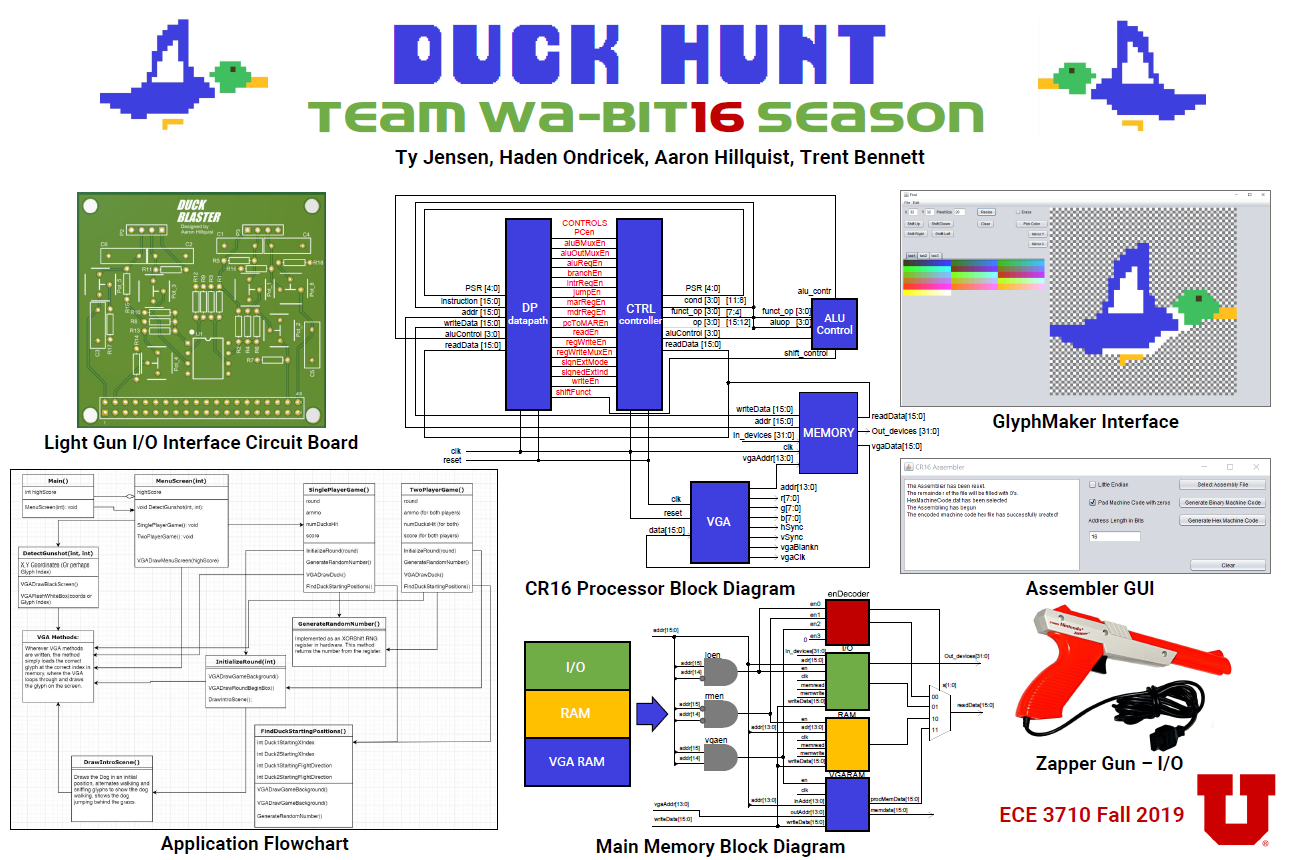 DUCK HUNT
TEAM WA-BIT16 SEASON
Ty Jensen, Haden Ondricek, Aaron Hillquist, Trent Bennett
DUCK
BLASTER
Designed by
Aaron Hillquist
Light Gun I/O Interface Circuit Board
CONTROLS
PCen
aluBMuxEn
aluOutMuxEn
aluRegEn
branchEn
intrRegEn
jumpEn
marRegEn
mdrRegEn
pcToMAREn
readEn
regWriteEn
regWriteMuxEn
signExtMode
signedExtInd
writeEn
shiftFunct
PSR [4:0]
Instruction [15:0]
addr [15:0]
writeData [15:0]
aluControl [3:0]
readData [15:0]
DP
datapath
CTRL
controller
PSR [4:0]
cond [3:0] [11:8]
funct_op [3:0] [7:4]
op [3:0] [15:12]
aluControl [3:0]
readData [15:0]
alu_contr
funct_op [3:0]
aluop [3:0]
shift_control
ALU
Control
writeData [15:0]
addr [15:0]
In_devices [31:0]
clk
vgaAddr[13:0]
MEMORY
readData[15:0]
Out_devices [31:0]
vgaData[15:0]
clk
reset
clk
reset
data[15:0]
VGA
addr[13:0]
r[7:0]
g[7:0]
b[7:0]
hSync
vSync
vgaBlankn
vgaClk
CR16 Processor Block Diagram
File Edit
Resize
Erase
Shift Up
Shift Down
Clear
Pen Color
Shift Right
Shift Left
Mirror Y
Mirror X
GlyphMaker Interface
CR16 Assembler
The Assembler has been reset.
The remainder of the file will be filled with 0's.
HexMachineCode.dat has been selected
The Assembling has begun
The encoded machine code hex file has successfully created!
Little Endian
Select Assembly File
Pad Machine Code with zeros
Generate Binary Machine Code
Address Length in Bits
Generate Hex Machine Code
16
Clear
Assembler GUI
Main()
int highScore
MenuScreen(int): void
MenuScreen(int)
highScore
void DetectGunshot(int, int)
SinglePlayerGame(): void
TwoPlayerGame(): void
VGADrawMenuScreen(highScore)
SinglePlayerGame()
round
ammo
numDucksHit
score
InitializeRound(round)
GenerateRandomNumber()
VGADrawDuck()
FindDuckStartingPositions()
TwoPlayerGame()
round
ammo (for both players)
numDucksHit (for both)
score (for both players)
InitializeRound(round)
GenerateRandomNumber()
VGADrawDuck()
FindDuckStartingPositions()
DetectGunshot(int, int)
X,Y Coordinates (Or perhaps
Glyph Index)
VGADrawBlackScreen()
VGAFlashWhiteBox(coords or
Glyph Index)
VGA Methods:
Wherever VGA methods
are written, the method
simply loads the correct
glyph at the correct index in
memory, where the VGA
loops through and draws
the glyph on the screen.
GenerateRandomNumber()
Implemented as an XORShift RNG
register in hardware. This method
returns the number from the register.
InitializeRound(int)
VGADrawGameBackground()
VGADrawRoundBeginBox()
DrawIntroScene();
FindDuckStartingPositions()
int Duck1StartingXIndex
int Duck2StartingXIndex
int Duck1StartingFlightDirection
int Duck2StartingFlightDirection
VGADrawGameBackground()
VGADrawGameBackground()
GenerateRandomNumber()
DrawIntroScene()
Draws the Dog in an initial
position, alternates walking and
sniffing glyphs to show the dog
walking, shows the dog
jumping behind the grass.
Application Flowchart
I/O
RAM
VGA RAM
addr[15:0]
ioen
addr[15]
addr[14]
rmen
addr[15]
addr[14]
vgaen
addr[15]
addr[14]
enDecoder
en0
en1
en2
en3
0
I/O
In_devices[31:0]
adr[15:0]
en
clk
memread
memwrite
writeData[15:0]
RAM
en
addr[13:0]
adr[13:0]
clk
memread
memwrite
writeData[15:0]
VGARAM
en
clk
addr[13:0]
inAddr[13:0]
outAddr[13:0]
writeData[15:0]
vgaAddr[13:0]
writeData[15:0]
Out_devices[31:0]
s[1:0]
00
01
10
11
readData[15:0]
procMemData[15:0]
memdata[15:0]
Main Memory Block Diagram
Zapper Gun – I/O
ECE 3710 Fall 2019
U